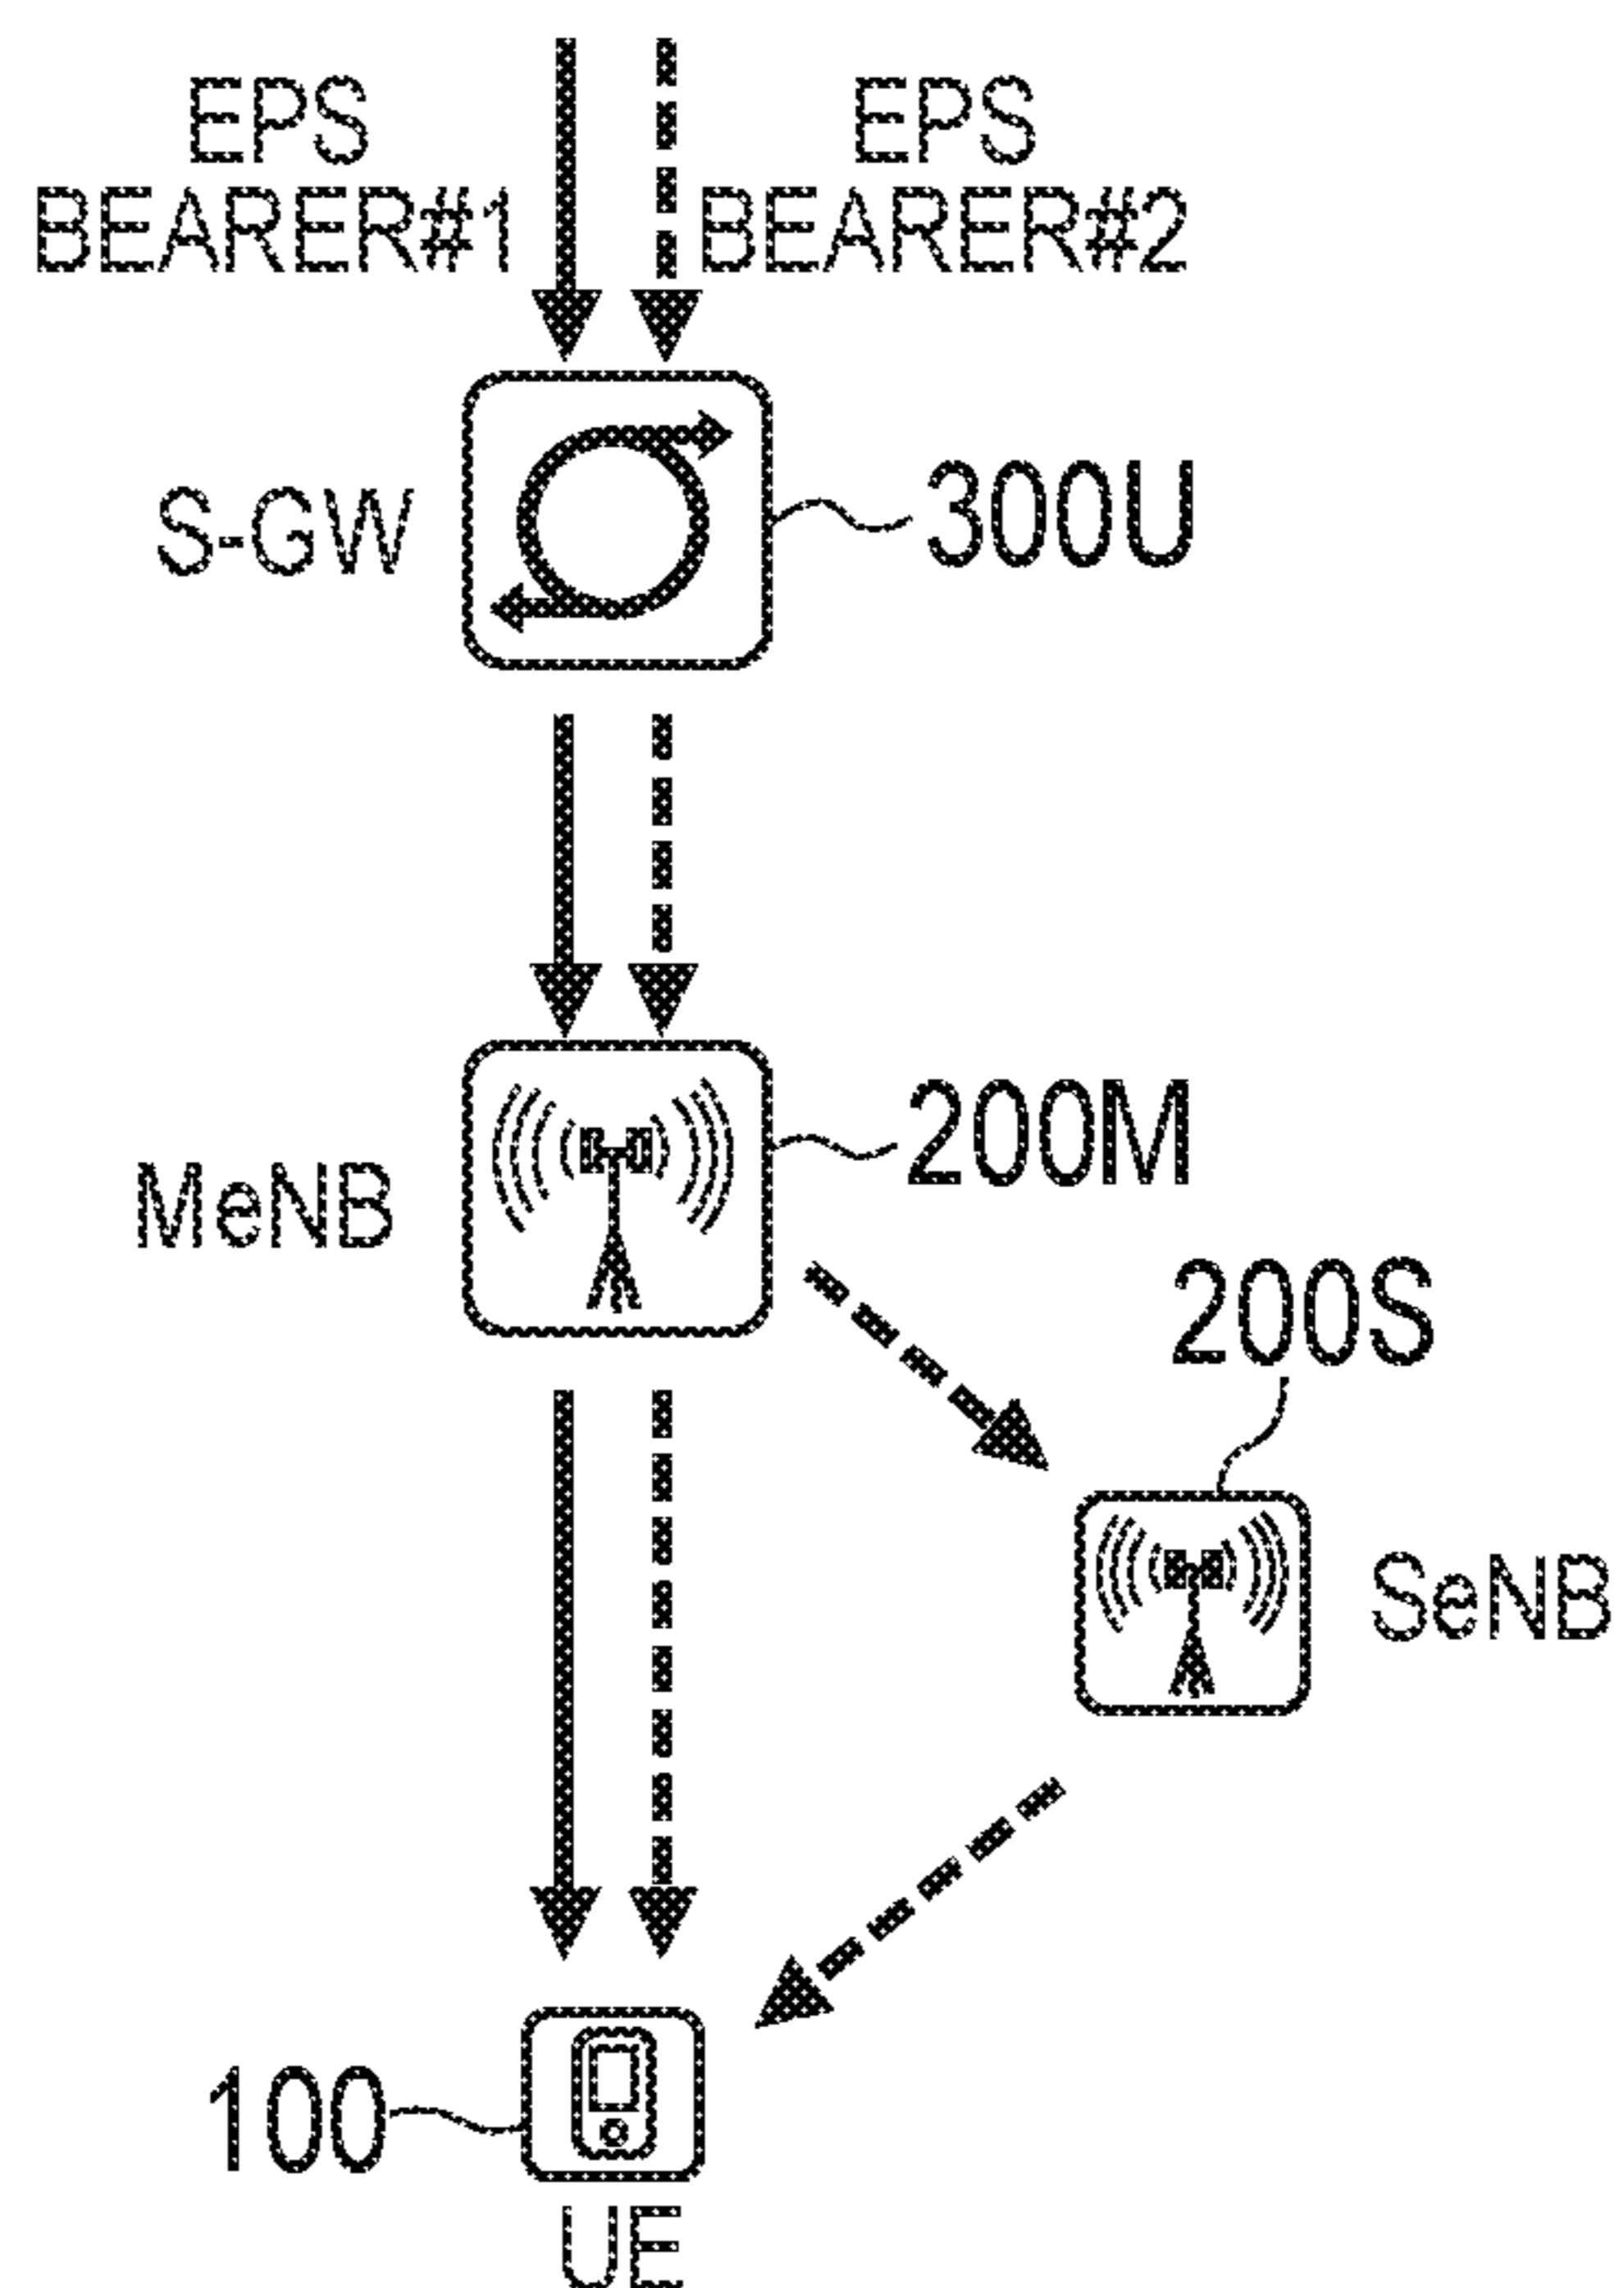 EPS
BEARER#1
EPS
BEARER#2
S-GW
300U
MeNB
200M
200S
SeNB
100
UE